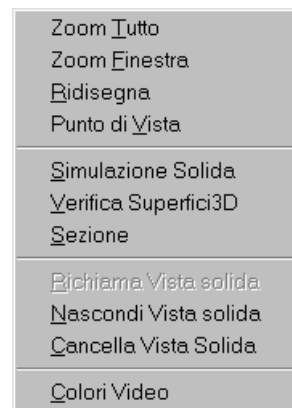 Zoom Tutto
Zoom Finestra
Ridisegna
Punto di Vista
Simulazione Solida
Verifica Superfici3D
Sezione
Richiama Vista solida
Nascondi Vista solida
Cancella Vista Solida
Colori Video